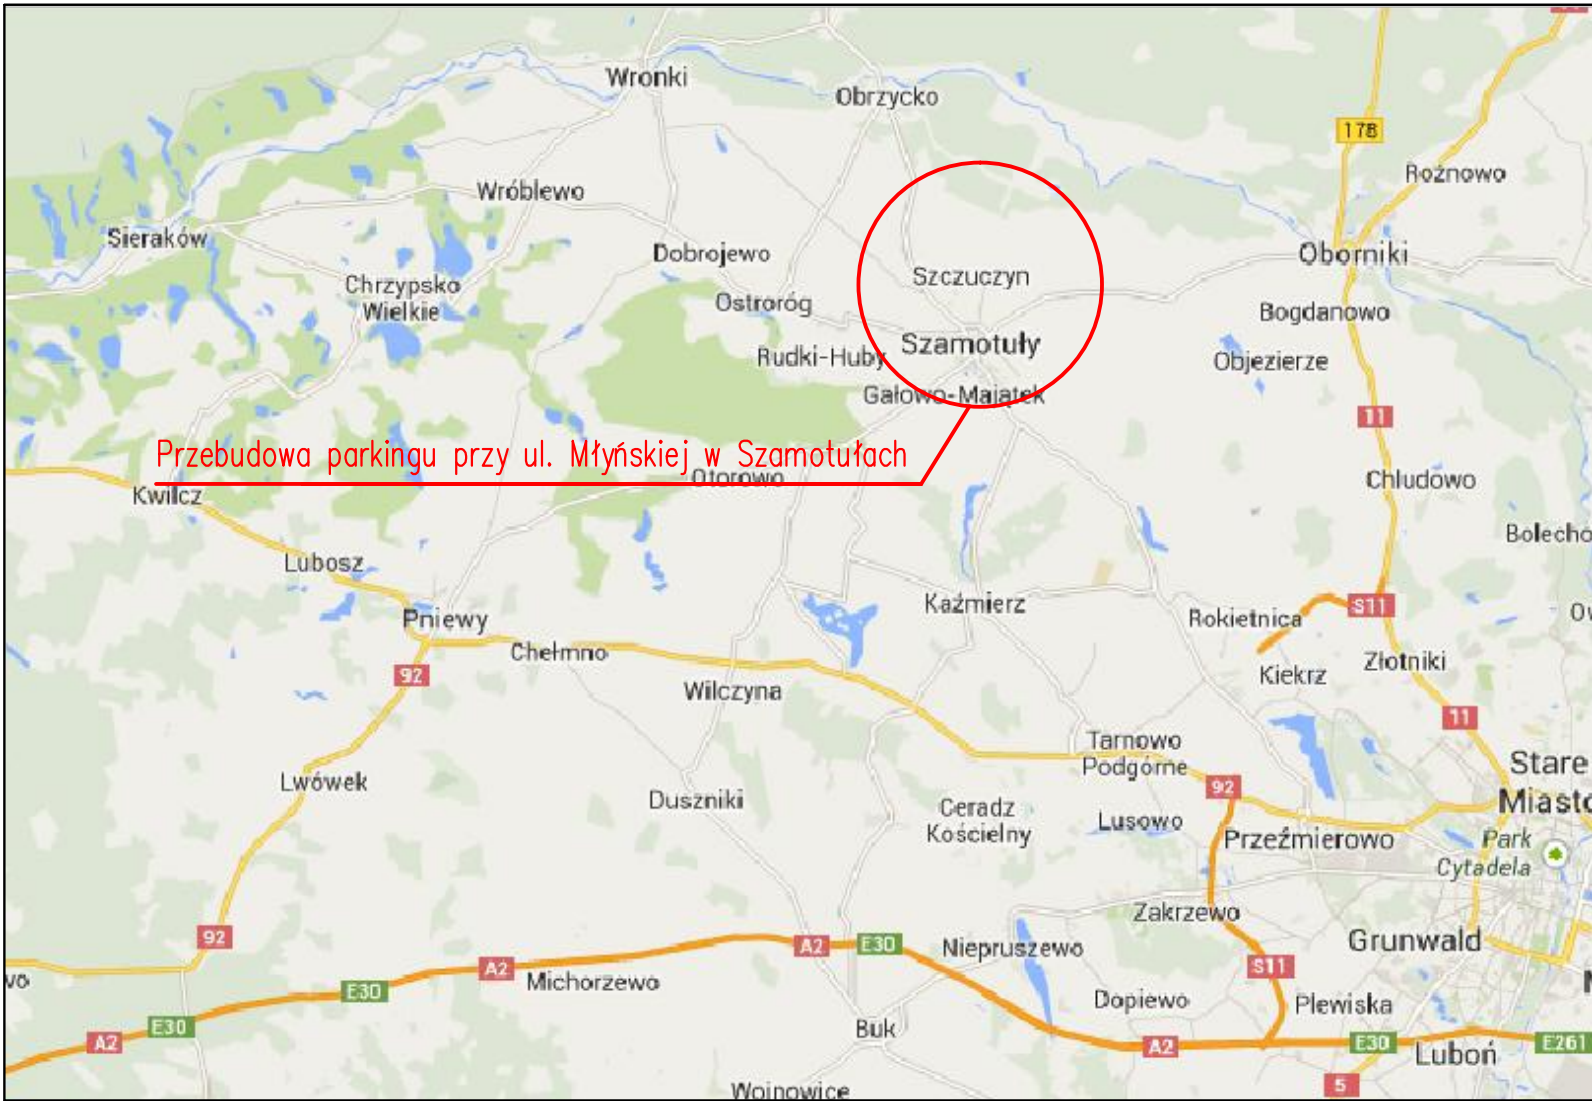 Wronki
Obrzycko
178
Rożnowo
Wróblewo
Sieraków
Dobrojewo
Oborniki
Szczuczyn
Chrzypsko
Wielkie
Ostroróg
Bogdanowo
Szamotuły
Rudki-Huby
Objezierze
Gałowo-Majątek
11
Przebudowa parkingu przy ul. Młyńskiej w Szamotułach
Otorowo
Kwilcz
Chludowo
Bolecho
Lubosz
Kaźmierz
S11
Pniewy
Rokietnica
Chełmno
Złotniki
92
Kiekrz
Wilczyna
11
Tarnowo
Podgórne
Stare
Miasto
Lwówek
92
Duszniki
Ceradz
Kościelny
Lusowo
Przeźmierowo
Park
Cytadela
Zakrzewo
92
Grunwald
A2
E30
Niepruszewo
A2
S11
Michorzewo
E30
Dopiewo
Plewiska
E30
Buk
A2
A2
E30
E261
Luboń
5
Wojnowice